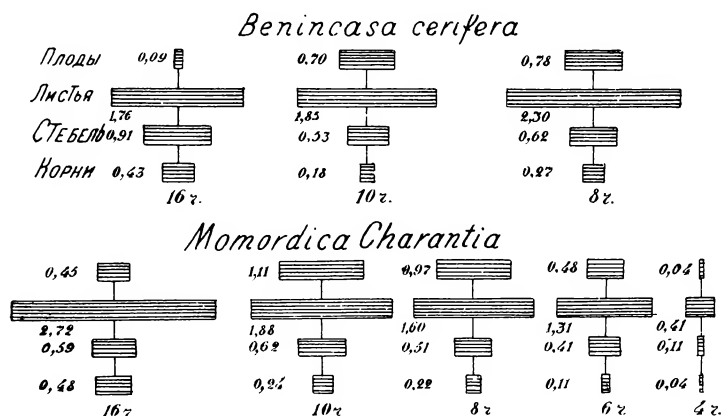 Benincasa cerifera
Плоды 0,09 0.70 0,78
Листья
1,76 1,85 2,30
Стебель 0,91 0,53 0,62
Корни 0,43 0,18 0,27
16 ч. 10 ч. 8 ч.
Momordica Charantia
0,45 1,11 0,97 0,48 0,04
2,72 1,88 1,60 1,31 0,41
0,59 0,62 0,51 0,41 0,11
0,48 0,24 0,22 0,11 0,04
16 ч 10 ч 8 ч 6 ч 4 ч.